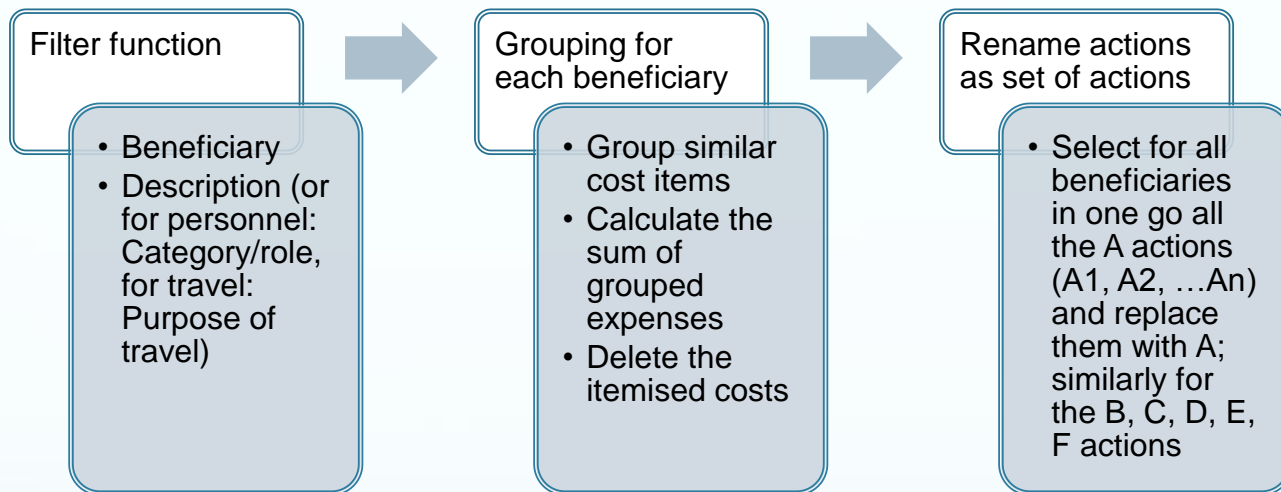 Filter function
• Beneficiary
• Description (or
for personnel:
Category/role,
for travel:
Purpose of
travel)
Grouping for
each beneficiary
• Group similar
cost items
• Calculate the
sum of
grouped
expenses
• Delete the
itemised costs
Rename actions
as set of actions
• Select for all
beneficiaries
in one go all
the A actions
(A1, A2, …An)
and replace
them with A;
similarly for
the B, C, D, E,
F actions